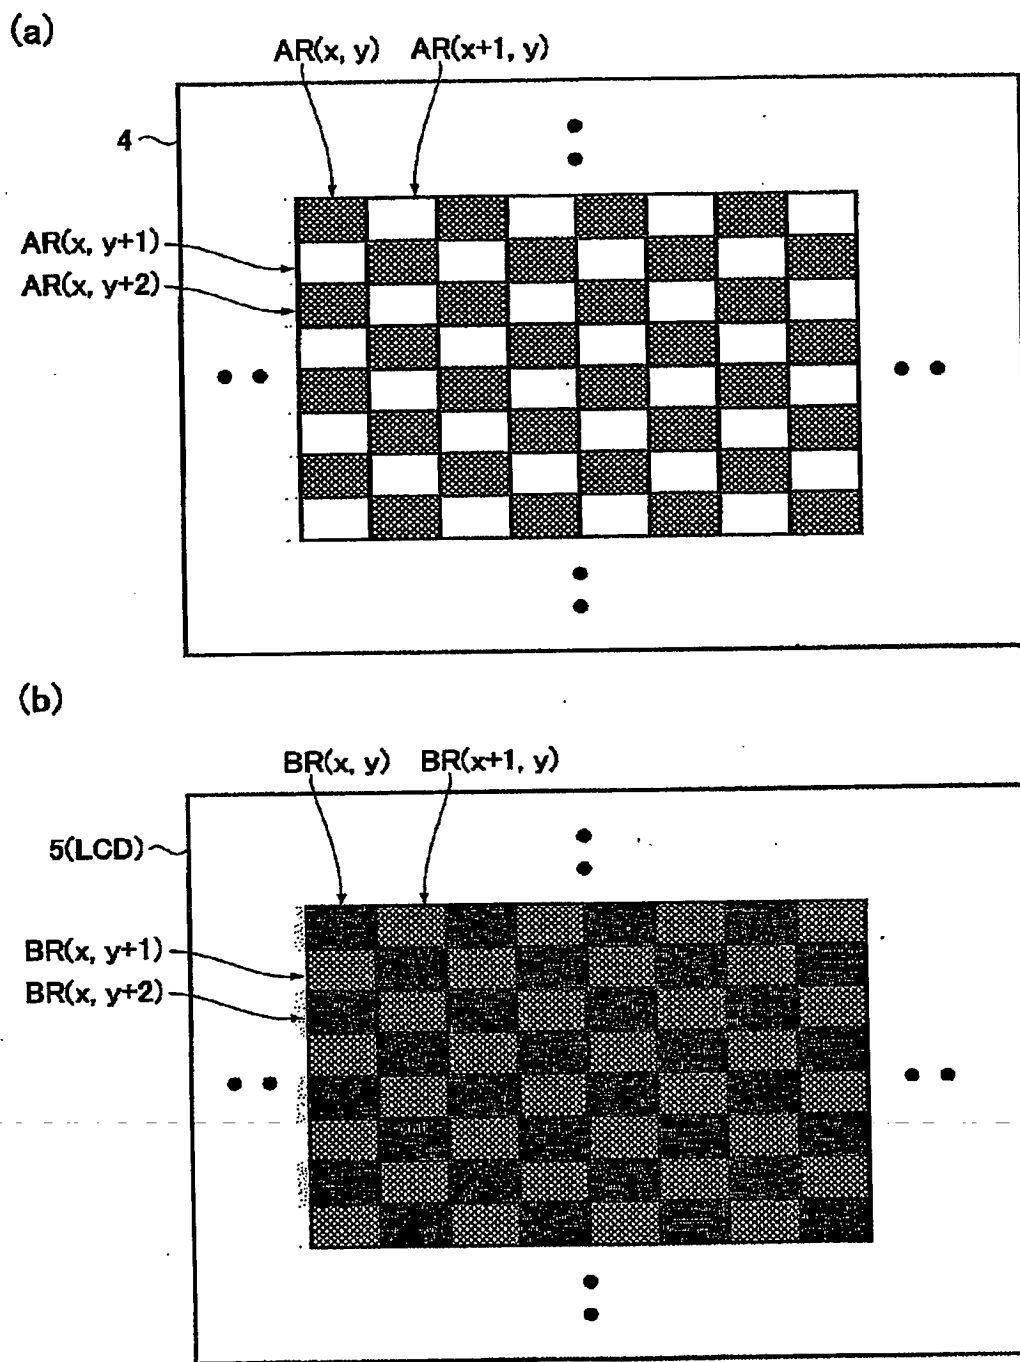 (a)
AR(x, y) AR(x+1, y)
4
AR(x, y+1)
AR(x, y+2)
(b)
BR(x, y) BR(x+1, y)
5(LCD)
BR(x, y+1)
BR(x, y+2)